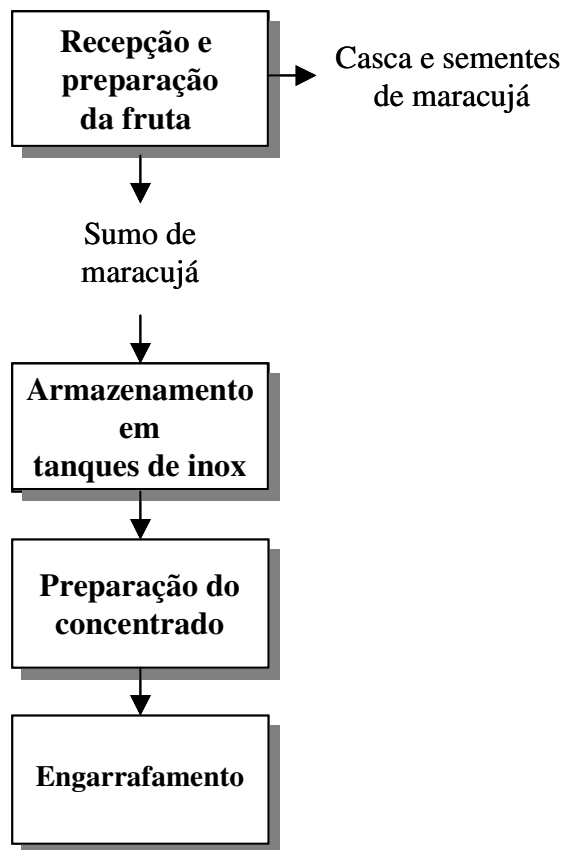 Recepção e
preparação
da fruta
Casca e sementes
de maracujá
Sumo de
maracujá
Armazenamento
em
tanques de inox
Preparação do
concentrado
Engarrafamento